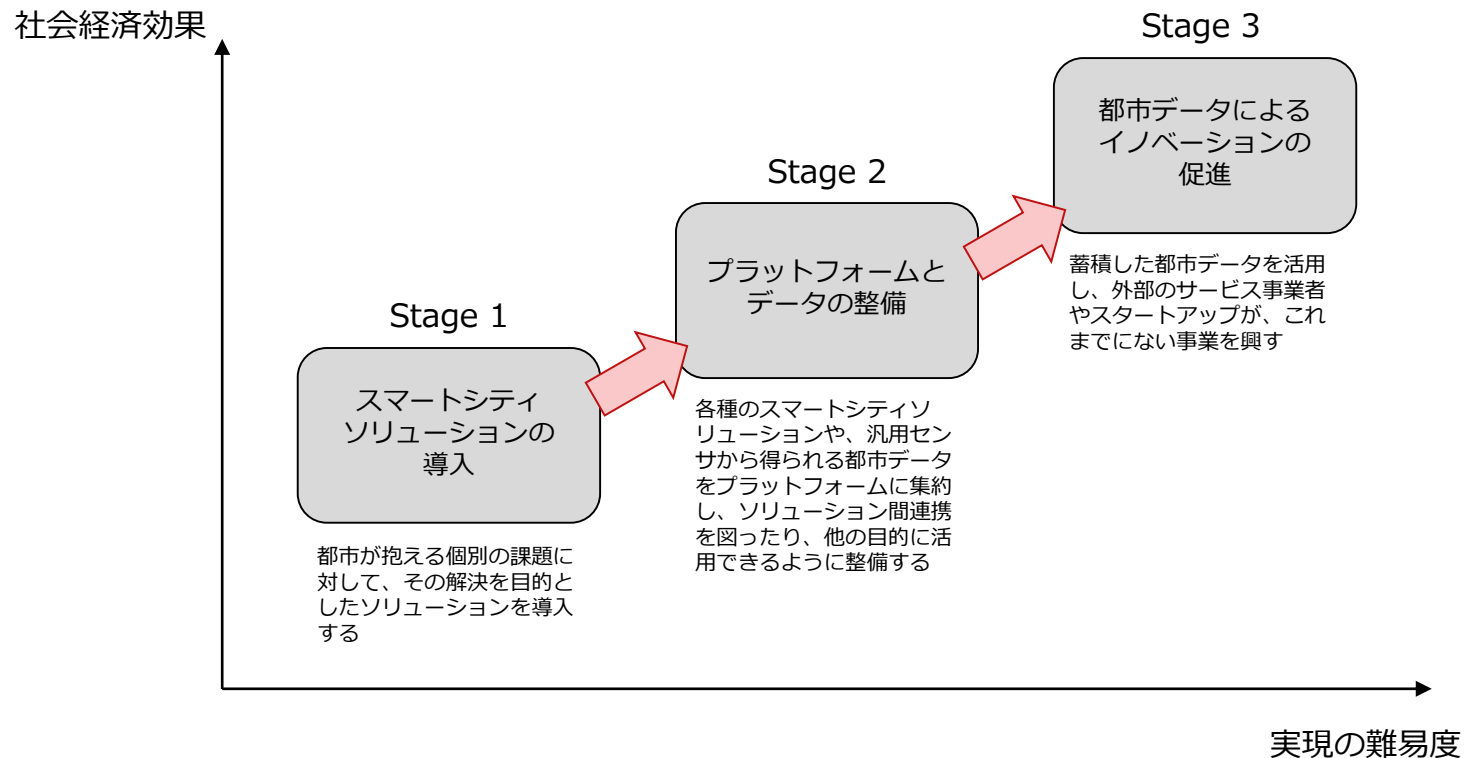 社会経済効果
Stage 1
スマートシティ
ソリューションの
導入
都市が抱える個別の課題に
対して、その解決を目的と
したソリューションを導入
する
Stage 2
プラットフォームと
データの整備
各種のスマートシティソ
リューションや、汎用セン
サから得られる都市データ
をプラットフォームに集約
し、ソリューション間連携
を図ったり、他の目的に活
用できるように整備する
Stage 3
都市データによる
イノベーションの
促進
蓄積した都市データを活用
し、外部のサービス事業者
やスタートアップが、これ
までにない事業を興す
実現の難易度